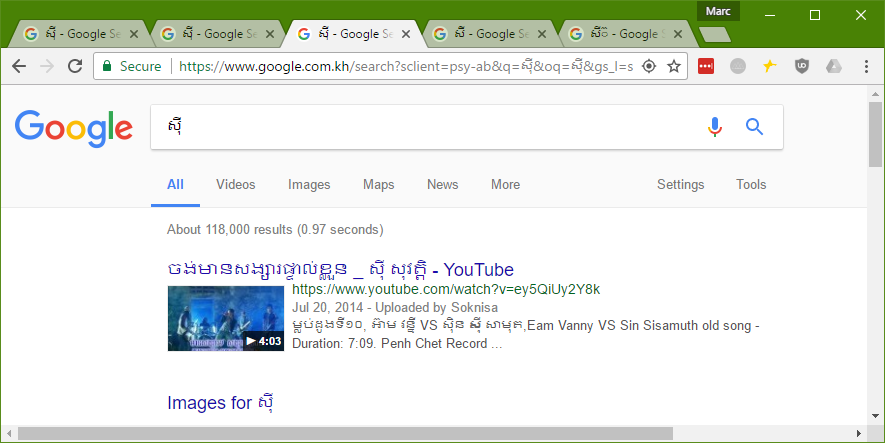 Marc
ស៊ី - Google Se
ស៊ី - Google Se
ស៊ី - Google Se
ស៊ី - Google Se
- Google
Secure https://www.google.com.kh/search?sclient=psy-ab&q=ស៊ី&oq=ស៊ី&gs_l=s
Google
ស៊ី
All Videos Images Maps News More Settings Tools
About 118,000 results (0.97 seconds)
ចង់មានសង្សារផ្ទាល់ខ្លួន _ ស៊ី សុវត្តិ - YouTube
https://www.youtube.com/watch?v=ey5QiUy2Y8k
Jul 20, 2014 - Uploaded by Soknisa
ម្លប់ដូងទី១០, អ៊ាម វន្នី VS ស៊ិន ស៊ី សាមុត,Eam Vanny VS Sin Sisamuth old song -
4:03
Duration: 7:09. Penh Chet Record ...
Images for ស៊ី